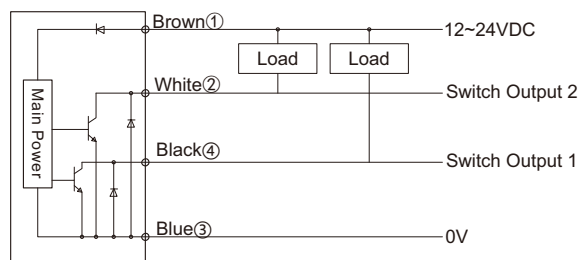 Brown①
12~24VDC
Load
Load
White②
Switch Output 2
Main Power
Black④
Switch Output 1
Blue③
0V